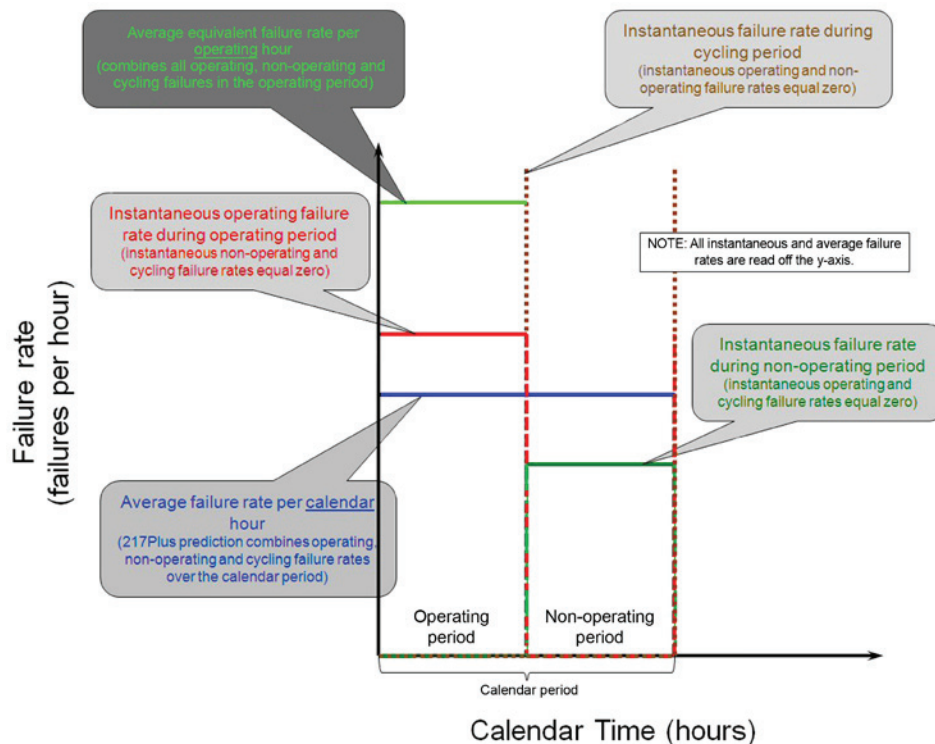 Average equivalent failure rate per
operating hour
(combines all operating, non-operating and
cycling failures in the operating period)
Instantaneous failure rate during
cycling period
(instantaneous operating and non-
operating failure rates equal zero)
Instantaneous operating failure
rate during operating period
(instantaneous non-operating and
cycling failure rates equal zero)
NOTE: All instantaneous and average failure
rates are read off the y-axis.
Instantaneous failure rate
during non-operating period
(instantaneous operating and
cycling failure rates equal zero)
Failure rate
(failures per hour)
Average failure rate per calendar
hour
(217Plus prediction combines operating,
non-operating and cycling failure rates
over the calendar period)
Operating
period
Non-operating
period
Calendar period
Calendar Time (hours)